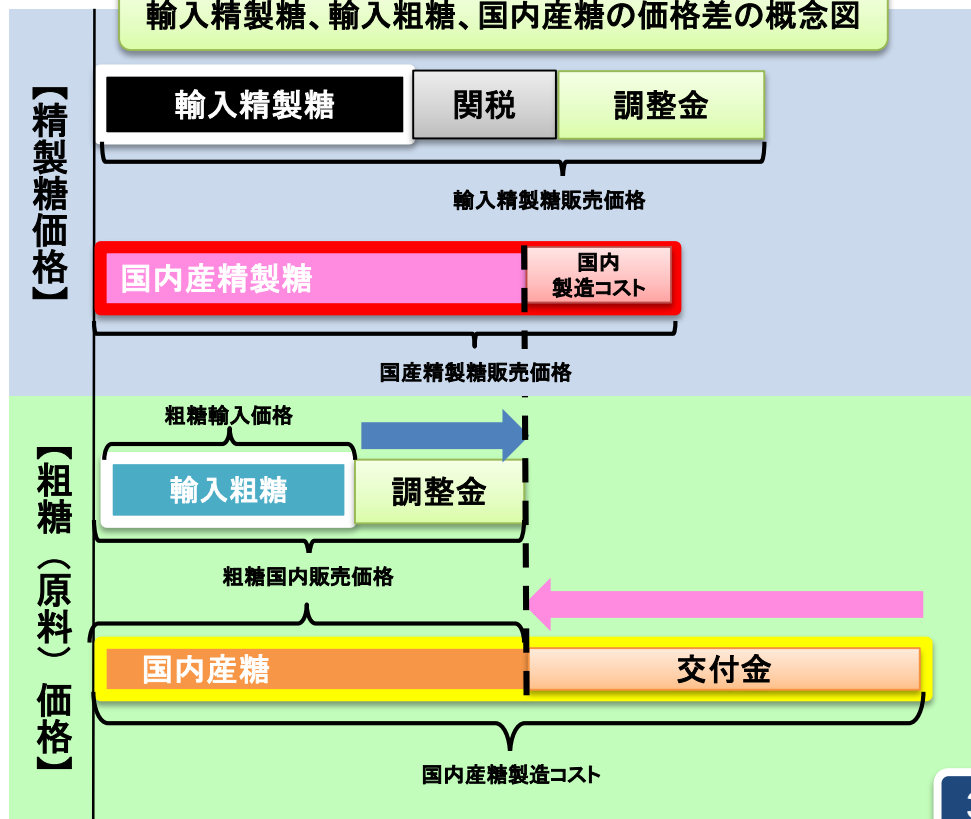 輸入精製糖、輸入粗糖、国内産糖の価格差の概念図
【精製糖価格】
輸入精製糖
関税
調整金
輸入精製糖販売価格
国内産精製糖
国内
製造コスト
国産精製糖販売価格
【粗糖（原料）価格】
粗糖輸入価格
輸入粗糖
調整金
粗糖国内販売価格
国内産糖
交付金
国内産糖製造コスト